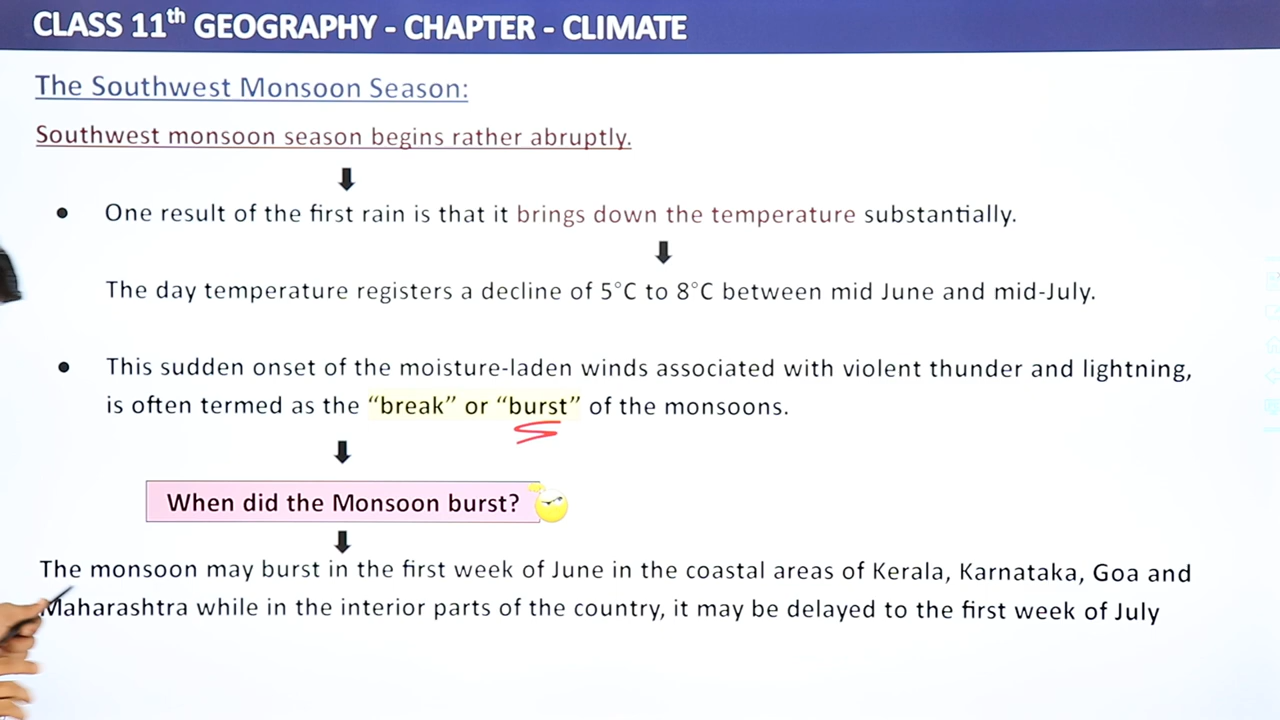 CLASS 11th GEOGRAPHY - CHAPTER - CLIMATE
The Southwest Monsoon Season:
Southwest monsoon season begins rather abruptly.
● One result of the first rain is that it brings down the temperature substantially.
The day temperature registers a decline of 5°C to 8°C between mid June and mid-July.
● This sudden onset of the moisture-laden winds associated with violent thunder and lightning,
is often termed as the “break” or “burst” of the monsoons.
When did the Monsoon burst?
The monsoon may burst in the first week of June in the coastal areas of Kerala, Karnataka, Goa and
Maharashtra while in the interior parts of the country, it may be delayed to the first week of July